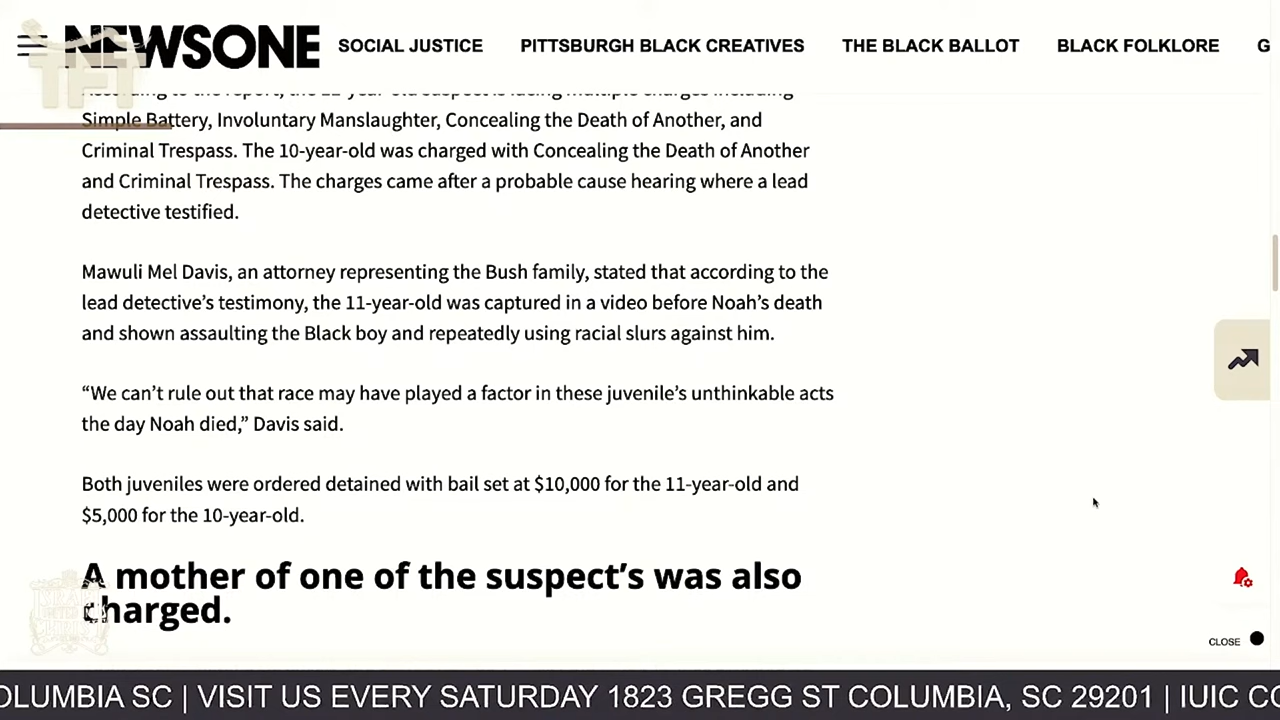 NEWSONE
SOCIAL JUSTICE
PITTSBURGH BLACK CREATIVES
THE BLACK BALLOT
BLACK FOLKLORE
G
TFT
Simple Battery, Involuntary Manslaughter, Concealing the Death of Another, and
Criminal Trespass. The 10-year-old was charged with Concealing the Death of Another
and Criminal Trespass. The charges came after a probable cause hearing where a lead
detective testified.
Mawuli Mel Davis, an attorney representing the Bush family, stated that according to the
lead detective’s testimony, the 11-year-old was captured in a video before Noah’s death
and shown assaulting the Black boy and repeatedly using racial slurs against him.
“We can’t rule out that race may have played a factor in these juvenile’s unthinkable acts
the day Noah died,” Davis said.
Both juveniles were ordered detained with bail set at $10,000 for the 11-year-old and
$5,000 for the 10-year-old.
A mother of one of the suspect’s was also
charged.
CLOSE
OLUMBIA SC | VISIT US EVERY SATURDAY 1823 GREGG ST COLUMBIA, SC 29201 | IUIC CO